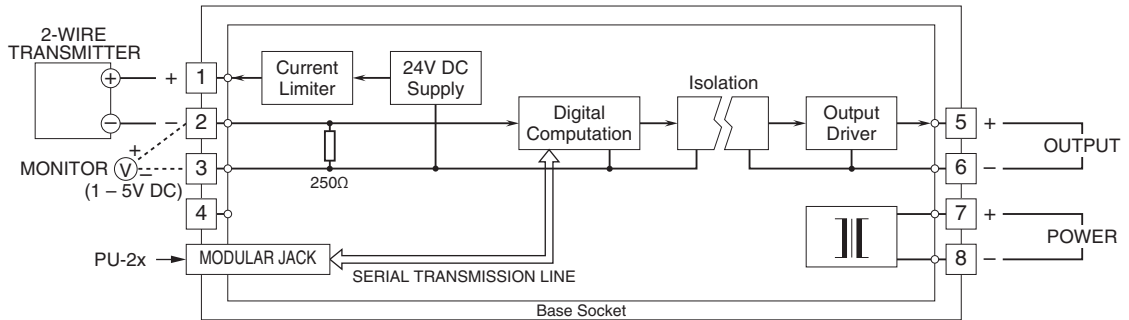 2-WIRE
TRANSMITTER
+
−
+
−
1
2
3
4
Current
Limiter
24V DC
Supply
Digital
Computation
Isolation
Output
Driver
5
6
7
8
+
−
OUTPUT
+
−
POWER
+
−
MONITOR V
(1 – 5V DC)
250Ω
PU-2x
MODULAR JACK
SERIAL TRANSMISSION LINE
Base Socket